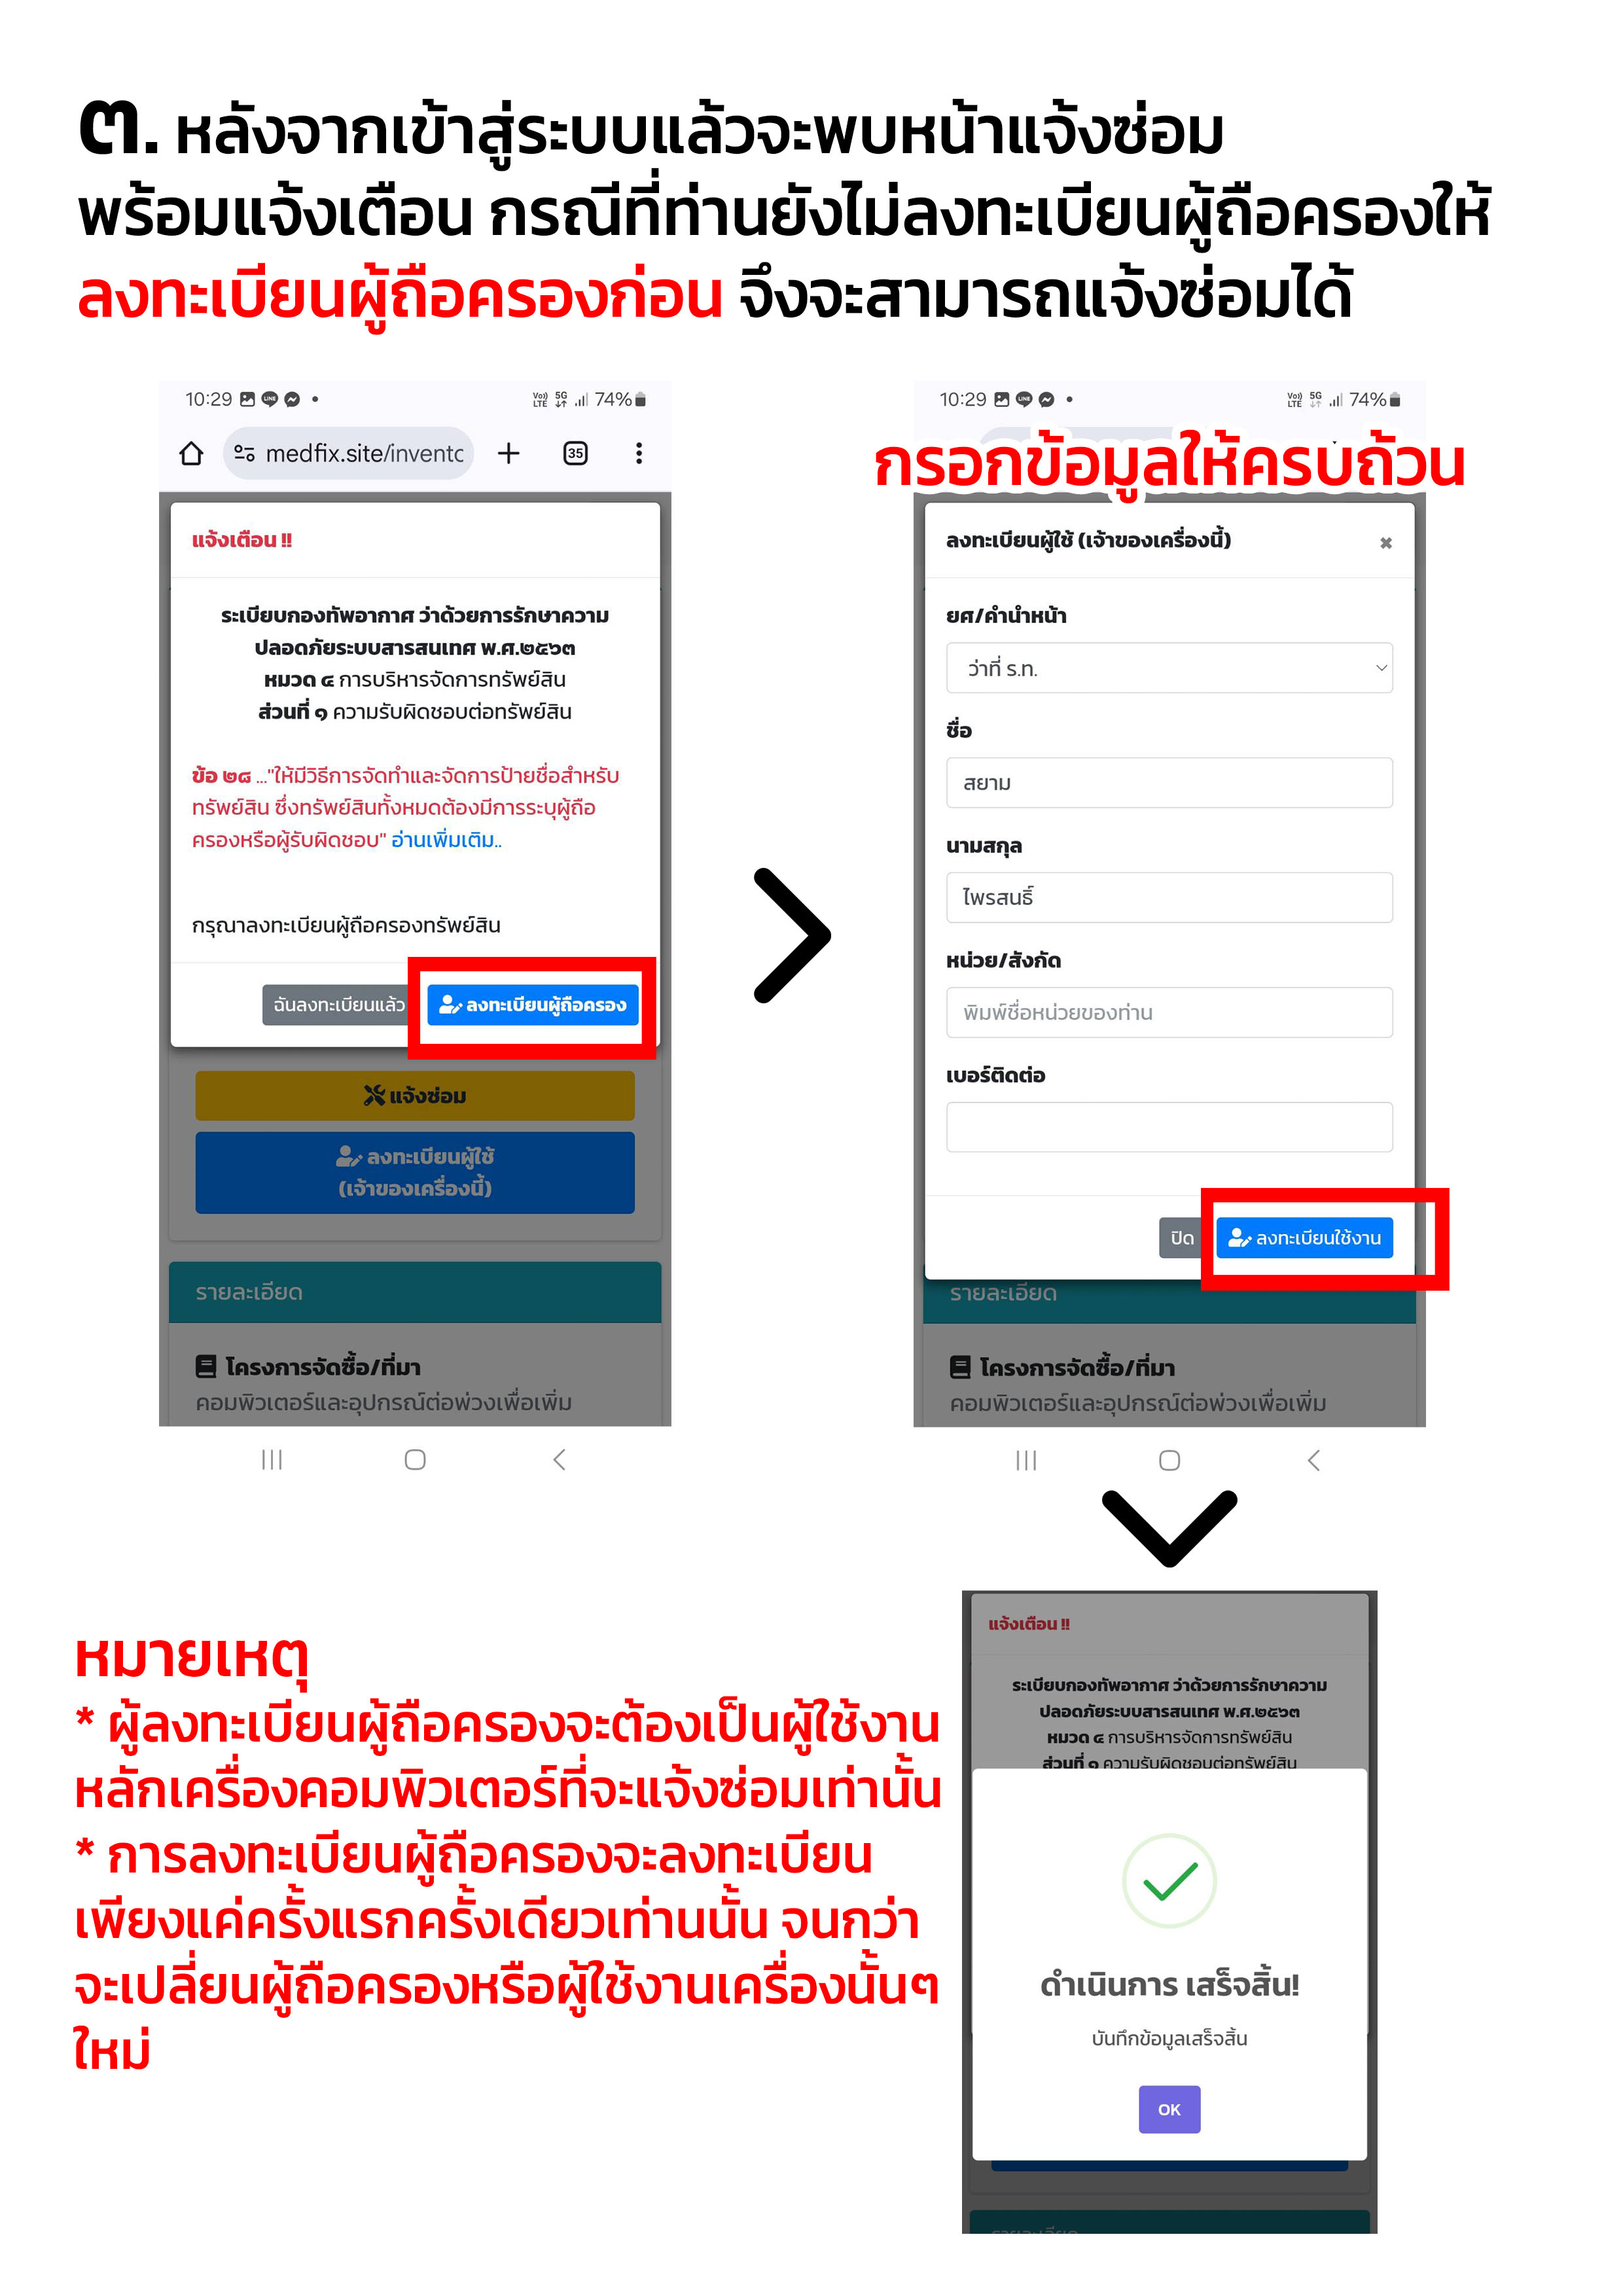 ๓. หลังจากเข้าสู่ระบบแล้วจะพบหน้าแจ้งซ่อม
พร้อมแจ้งเตือน กรณีที่ท่านยังไม่ลงทะเบียนผู้ถือครองให้
ลงทะเบียนผู้ถือครองก่อน จึงจะสามารถแจ้งซ่อมได้
10:29
74%
medfix.site/inventc
35
แจ้งเตือน !!
ระเบียบกองทัพอากาศ ว่าด้วยการรักษาความ
ปลอดภัยระบบสารสนเทศ พ.ศ.๒๕๖๓
หมวด ๔ การบริหารจัดการทรัพย์สิน
ส่วนที่ ๑ ความรับผิดชอบต่อทรัพย์สิน
ข้อ ๒๘ ..."ให้มีวิธีการจัดทำและจัดการป้ายชื่อสำหรับ
ทรัพย์สิน ซึ่งทรัพย์สินทั้งหมดต้องมีการระบุผู้ถือ
ครองหรือผู้รับผิดชอบ" อ่านเพิ่มเติม..
กรุณาลงทะเบียนผู้ถือครองทรัพย์สิน
ฉันลงทะเบียนแล้ว
ลงทะเบียนผู้ถือครอง
แจ้งซ่อม
ลงทะเบียนผู้ใช้
(เจ้าของเครื่องนี้)
รายละเอียด
โครงการจัดซื้อ/ที่มา
คอมพิวเตอร์และอุปกรณ์ต่อพ่วงเพื่อเพิ่ม
10:29
74%
กรอกข้อมูลให้ครบถ้วน
ลงทะเบียนผู้ใช้ (เจ้าของเครื่องนี้)
ยศ/คำนำหน้า
ว่าที่ ร.ท.
ชื่อ
สยาม
นามสกุล
ไพรสนธิ์
หน่วย/สังกัด
พิมพ์ชื่อหน่วยของท่าน
เบอร์ติดต่อ
ปิด
ลงทะเบียนใช้งาน
รายละเอียด
โครงการจัดซื้อ/ที่มา
คอมพิวเตอร์และอุปกรณ์ต่อพ่วงเพื่อเพิ่ม
หมายเหตุ
* ผู้ลงทะเบียนผู้ถือครองจะต้องเป็นผู้ใช้งาน
หลักเครื่องคอมพิวเตอร์ที่จะแจ้งซ่อมเท่านั้น
* การลงทะเบียนผู้ถือครองจะลงทะเบียน
เพียงแค่ครั้งแรกครั้งเดียวเท่านนั้น จนกว่า
จะเปลี่ยนผู้ถือครองหรือผู้ใช้งานเครื่องนั้นๆ
ใหม่
แจ้งเตือน !!
ระเบียบกองทัพอากาศ ว่าด้วยการรักษาความ
ปลอดภัยระบบสารสนเทศ พ.ศ.๒๕๖๓
หมวด ๔ การบริหารจัดการทรัพย์สิน
ส่วนที่ ๑ ความรับผิดชอบต่อทรัพย์สิน
ดำเนินการ เสร็จสิ้น!
บันทึกข้อมูลเสร็จสิ้น
OK